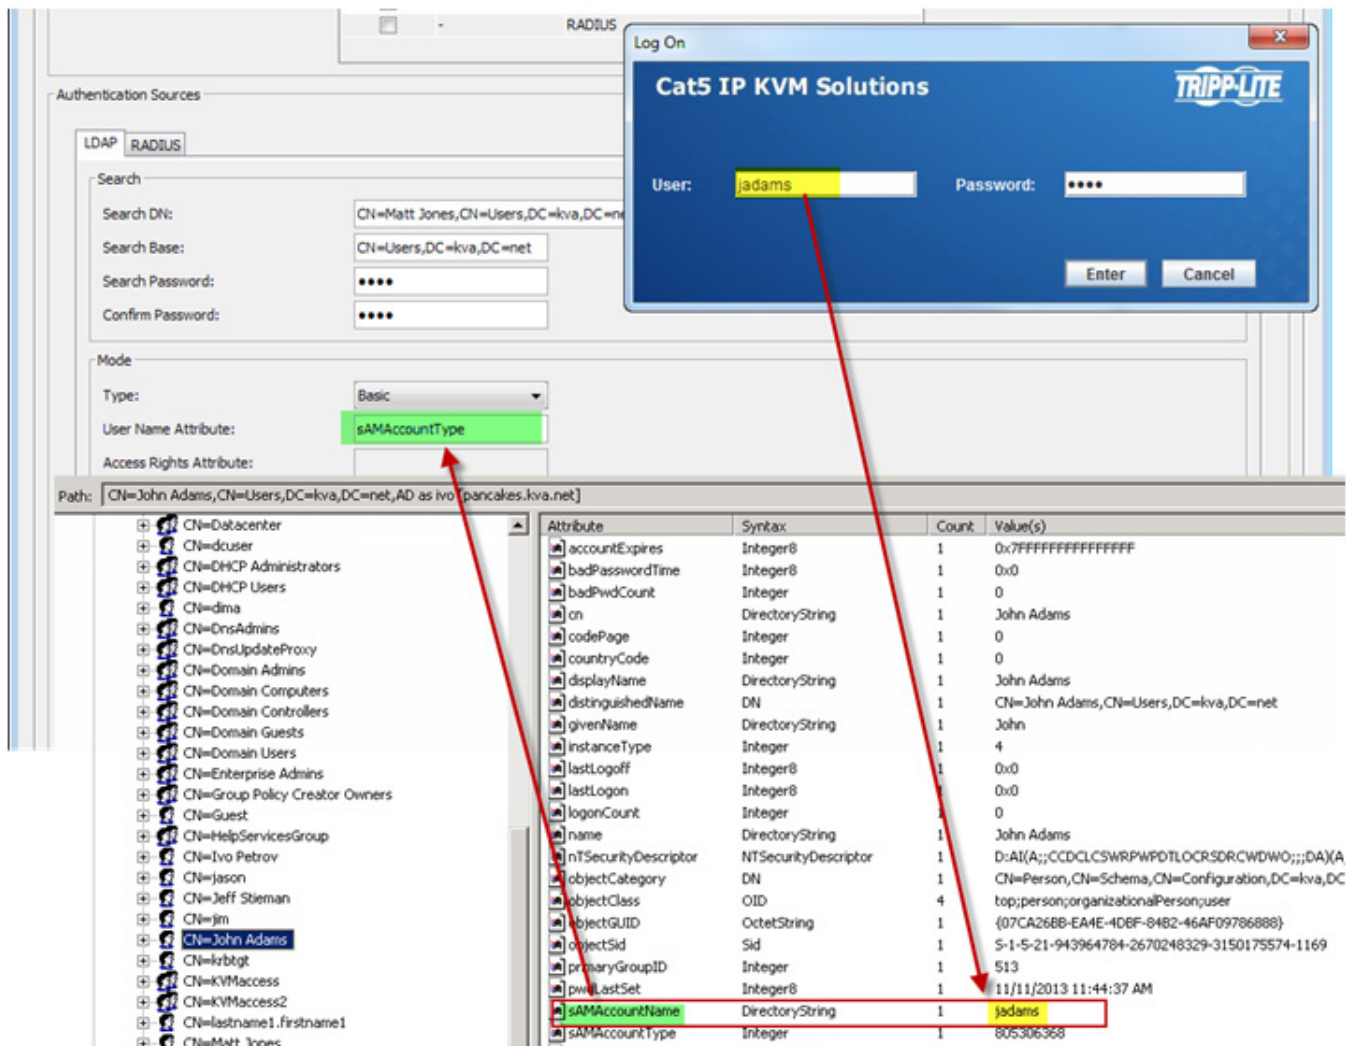 - RADIUS
Log On
Cat5 IP KVM Solutions
TRIPP·LITE
User: jadams Password: ••••
Enter Cancel
Authentication Sources
LDAP RADIUS
Search
Search DN: CN=Matt Jones,CN=Users,DC=kva,DC=ne
Search Base: CN=Users,DC=kva,DC=net
Search Password: ••••
Confirm Password: ••••
Mode
Type: Basic
User Name Attribute: sAMAccountType
Access Rights Attribute:
Path: CN=John Adams,CN=Users,DC=kva,DC=net,AD as ivo [pancakes.kva.net]
CN=Datacenter
CN=dcuser
CN=DHCP Administrators
CN=DHCP Users
CN=dima
CN=DnsAdmins
CN=DnsUpdateProxy
CN=Domain Admins
CN=Domain Computers
CN=Domain Controllers
CN=Domain Guests
CN=Domain Users
CN=Enterprise Admins
CN=Group Policy Creator Owners
CN=Guest
CN=HelpServicesGroup
CN=Ivo Petrov
CN=jason
CN=Jeff Stieman
CN=jim
CN=John Adams
CN=krbtgt
CN=KVMaccess
CN=KVMaccess2
CN=lastname1.firstname1
CN=Matt Jones
Attribute Syntax Count Value(s)
accountExpires Integer8 1 0x7FFFFFFFFFFFFFFF
badPasswordTime Integer8 1 0x0
badPwdCount Integer 1 0
cn DirectoryString 1 John Adams
codePage Integer 1 0
countryCode Integer 1 0
displayName DirectoryString 1 John Adams
distinguishedName DN 1 CN=John Adams,CN=Users,DC=kva,DC=net
givenName DirectoryString 1 John
instanceType Integer 1 4
lastLogoff Integer8 1 0x0
lastLogon Integer8 1 0x0
logonCount Integer 1 0
name DirectoryString 1 John Adams
nTSecurityDescriptor NTSecurityDescriptor 1 D:AI(A;;CCDCLCSWRPWPDTLOCRSDRCWDWO;;;DA)(A
objectCategory DN 1 CN=Person,CN=Schema,CN=Configuration,DC=kva,DC
objectClass OID 4 top;person;organizationalPerson;user
objectGUID OctetString 1 {07CA26BB-EA4E-4DBF-84B2-46AF09786888}
objectSid Sid 1 S-1-5-21-943964784-2670248329-3150175574-1169
primaryGroupID Integer 1 513
pwdLastSet Integer8 1 11/11/2013 11:44:37 AM
sAMAccountName DirectoryString 1 jadams
sAMAccountType Integer 1 805306368